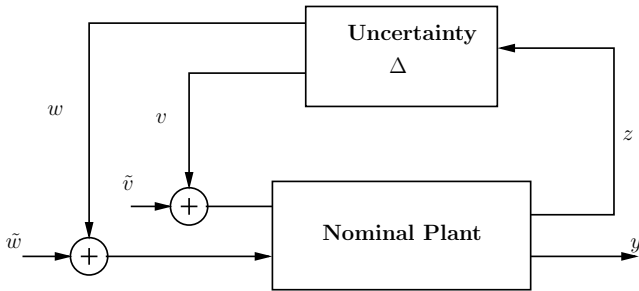 Uncertainty
Δ
w
v
z
ṽ
+
Nominal Plant
w̃
+
y